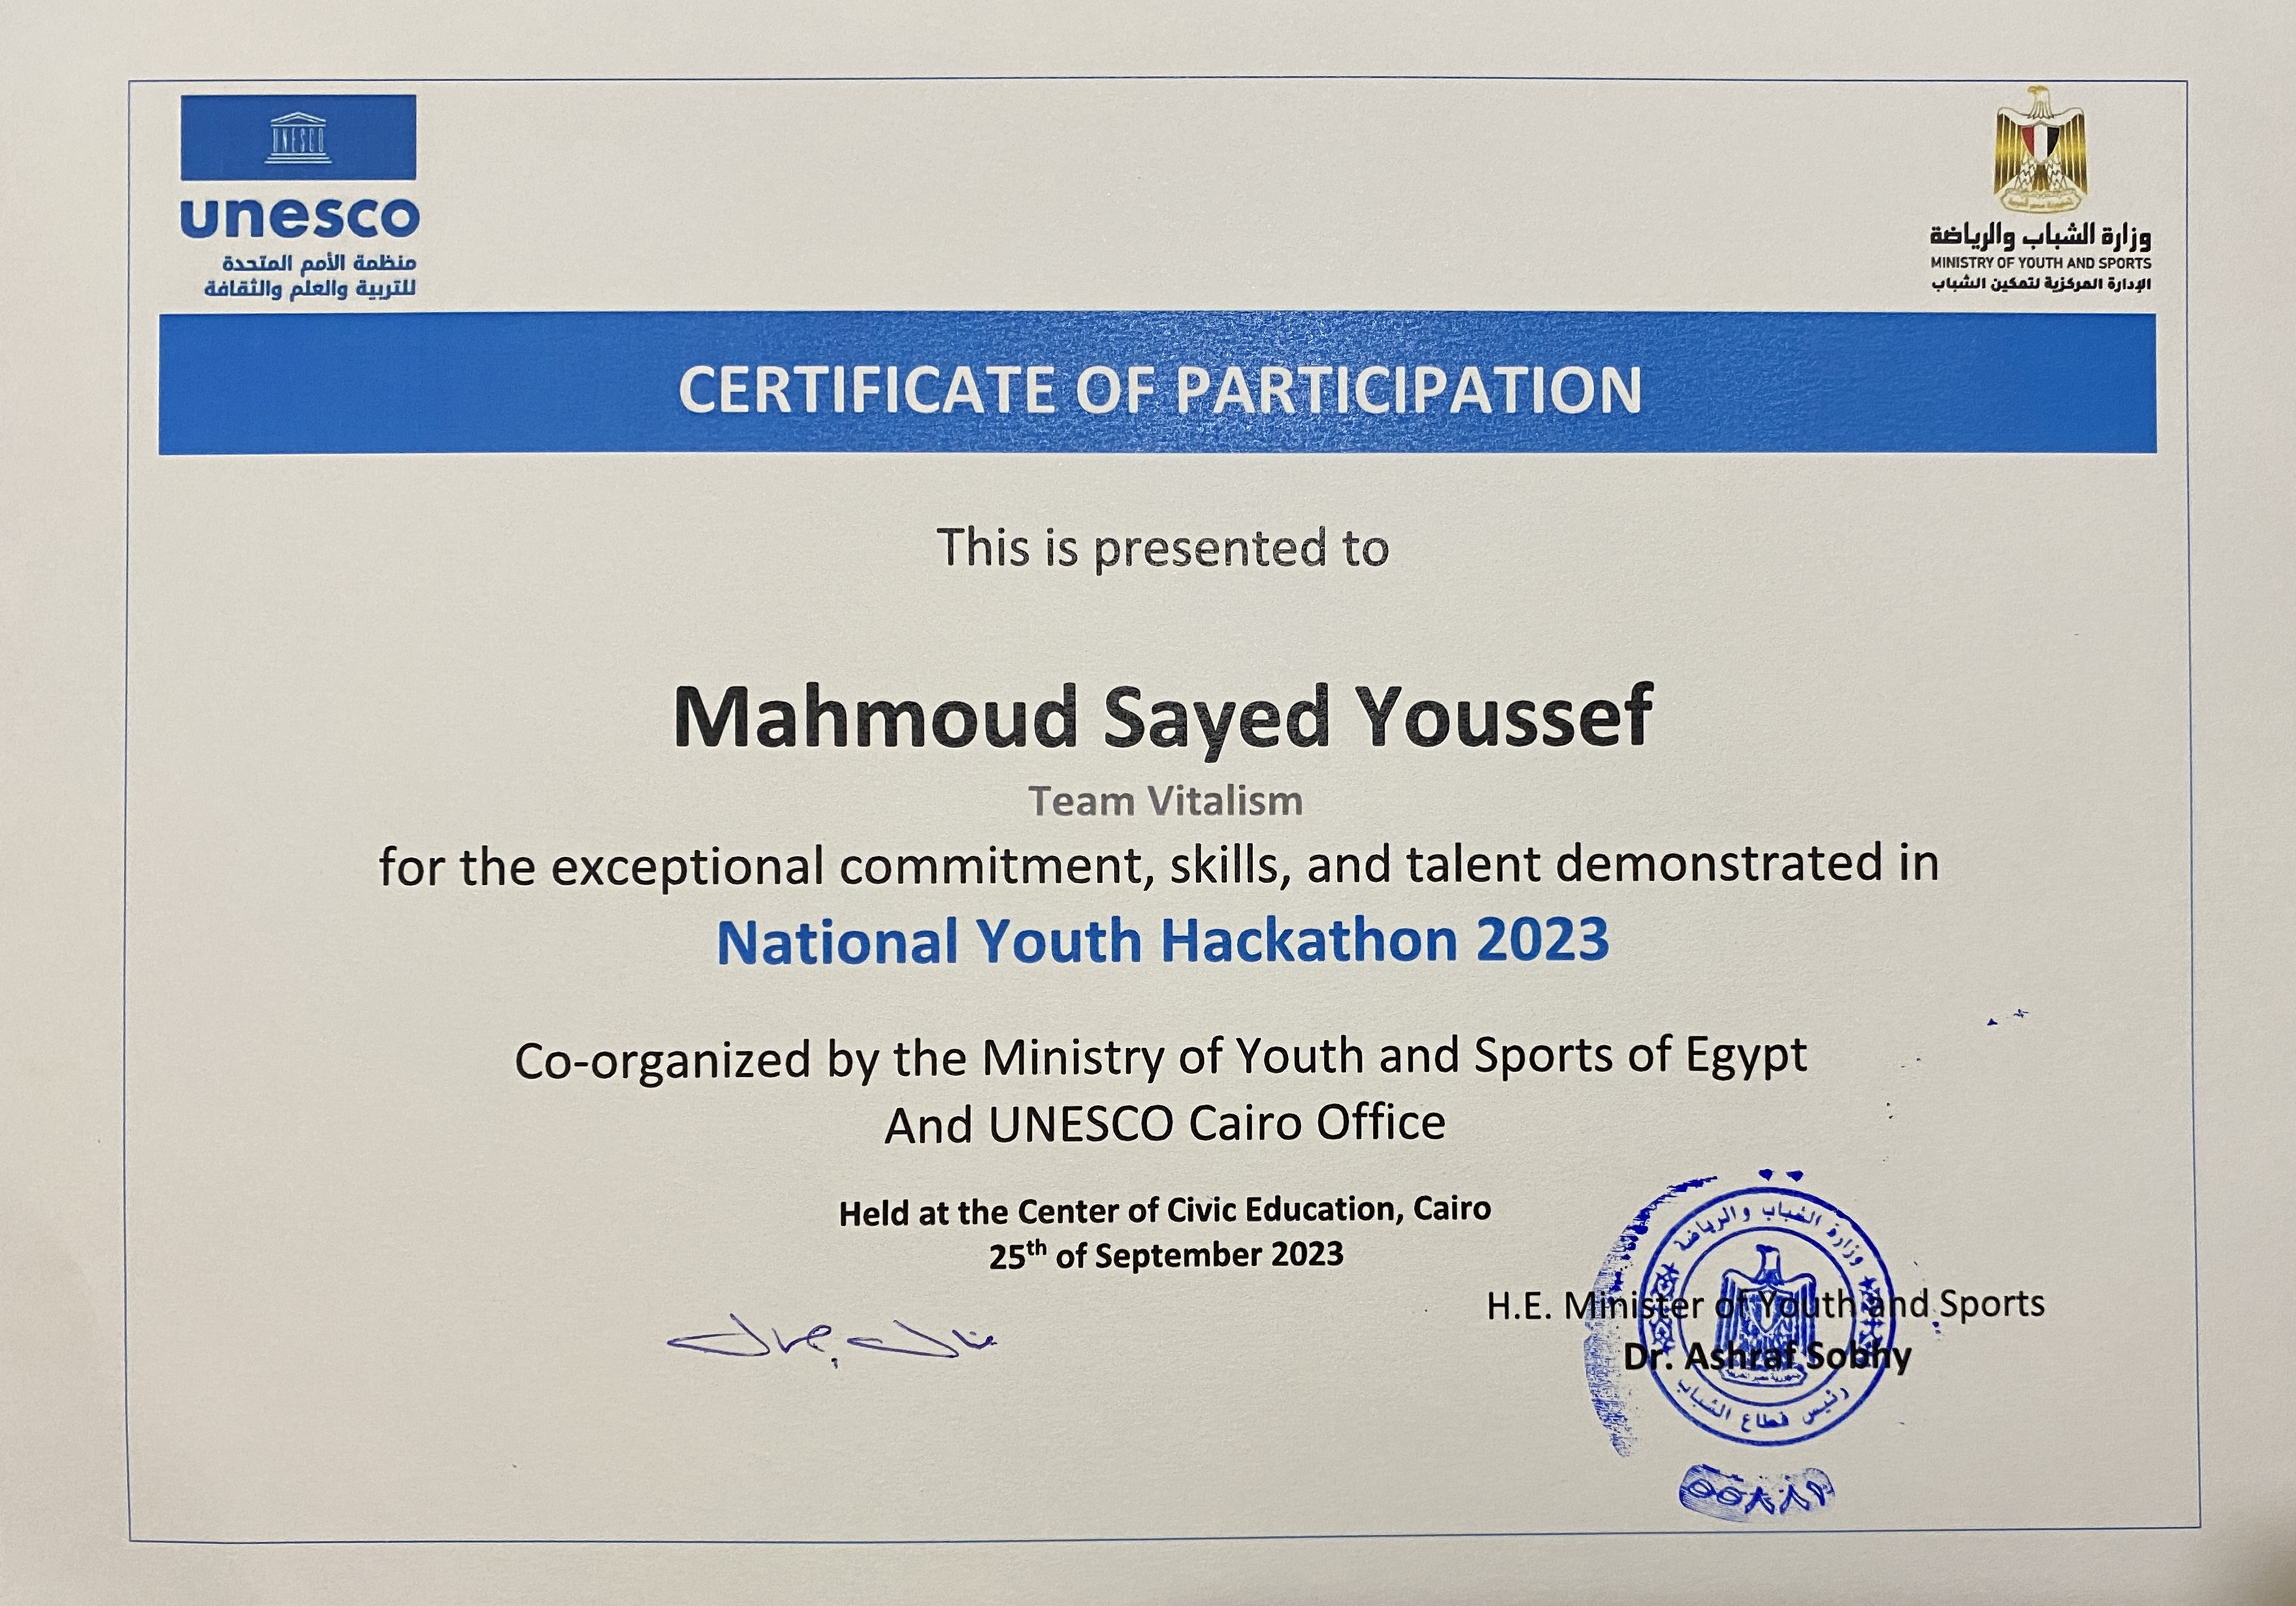 UNESCO
unesco
منظمة الأمم المتحدة
للتربية والعلم والثقافة
وزارة الشباب والرياضة
MINISTRY OF YOUTH AND SPORTS
الإدارة المركزية لتمكين الشباب
CERTIFICATE OF PARTICIPATION
This is presented to
Mahmoud Sayed Youssef
Team Vitalism
for the exceptional commitment, skills, and talent demonstrated in
National Youth Hackathon 2023
Co-organized by the Ministry of Youth and Sports of Egypt
And UNESCO Cairo Office
Held at the Center of Civic Education, Cairo
25th of September 2023
H.E. Minister of Youth and Sports
Dr. Ashraf Sobhy
وزارة الشباب والرياضة
رئيس قطاع الشباب